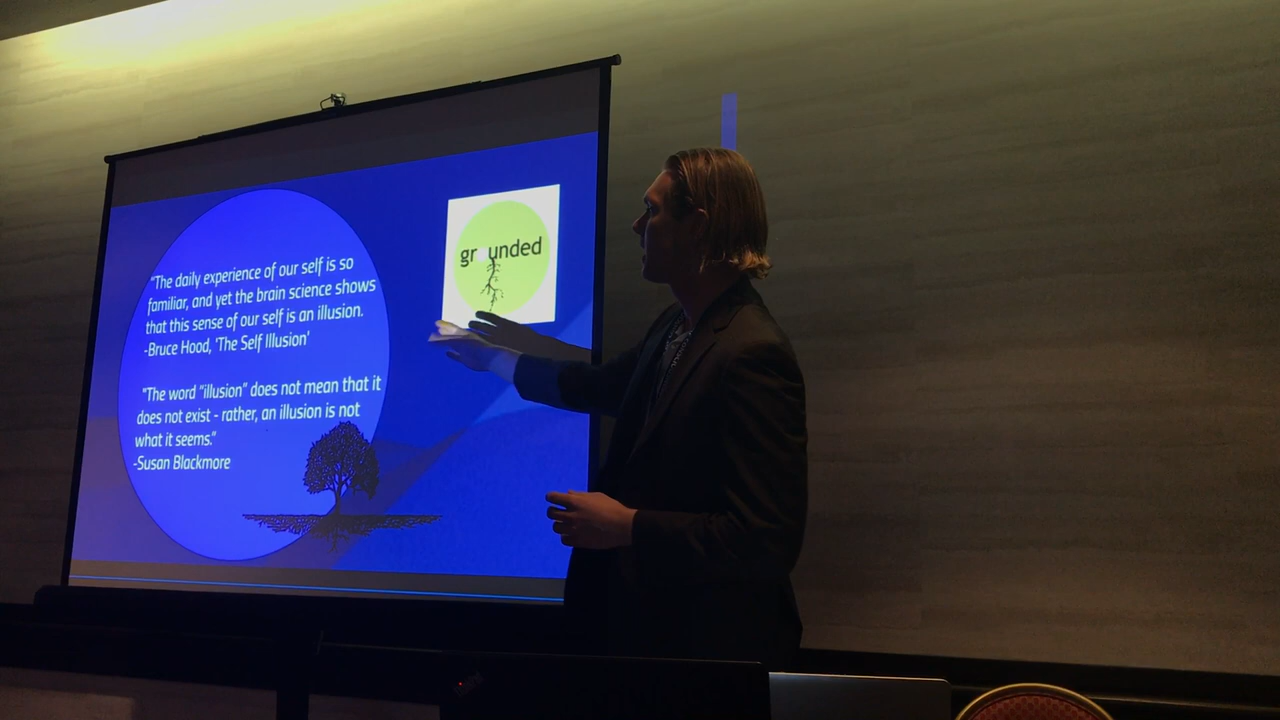 "The daily experience of our self is so
familiar, and yet the brain science shows
that this sense of our self is an illusion.
-Bruce Hood, 'The Self Illusion'
"The word "illusion" does not mean that it
does not exist - rather, an illusion is not
what it seems."
-Susan Blackmore
grounded